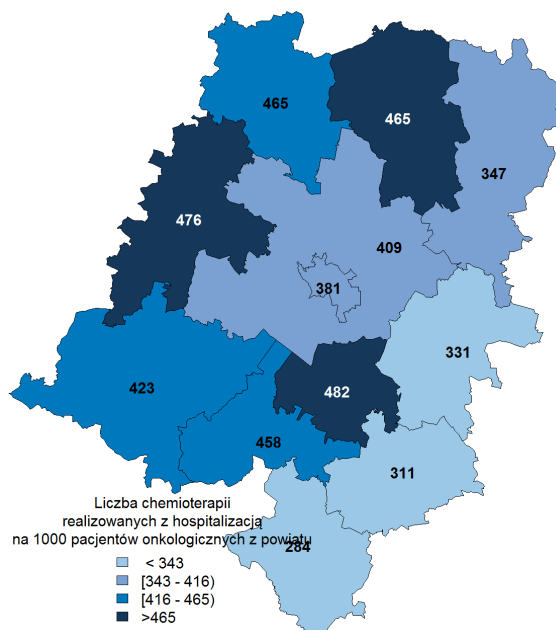 465
465
347
476
409
381
331
423
482
458
311
284
Liczba chemioterapii
realizowanych z hospitalizacją
na 1000 pacjentów onkologicznych z powiatu
< 343
[343 - 416)
[416 - 465)
>465